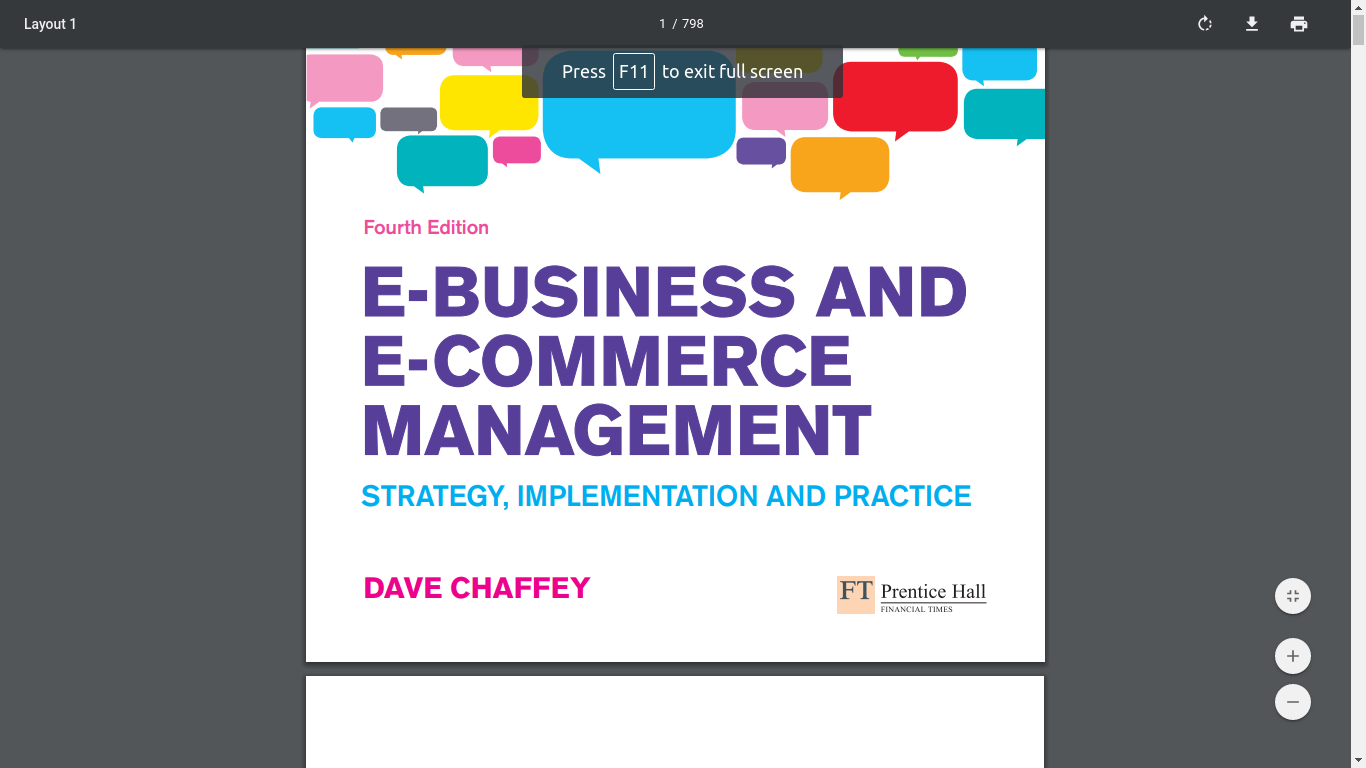 Layout 1
1 / 798
Press F11 to exit full screen
Fourth Edition
E-BUSINESS AND
E-COMMERCE
MANAGEMENT
STRATEGY, IMPLEMENTATION AND PRACTICE
DAVE CHAFFEY
FT Prentice Hall
FINANCIAL TIMES